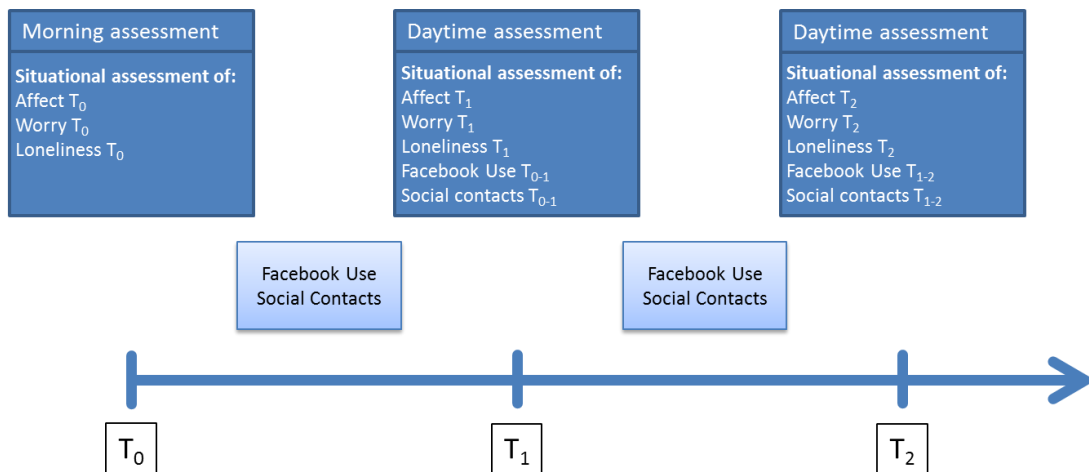 Morning assessment
Situational assessment of:
Affect T₀
Worry T₀
Loneliness T₀
Daytime assessment
Situational assessment of:
Affect T₁
Worry T₁
Loneliness T₁
Facebook Use T₀₋₁
Social contacts T₀₋₁
Daytime assessment
Situational assessment of:
Affect T₂
Worry T₂
Loneliness T₂
Facebook Use T₁₋₂
Social contacts T₁₋₂
Facebook Use
Social Contacts
Facebook Use
Social Contacts
T₀
T₁
T₂